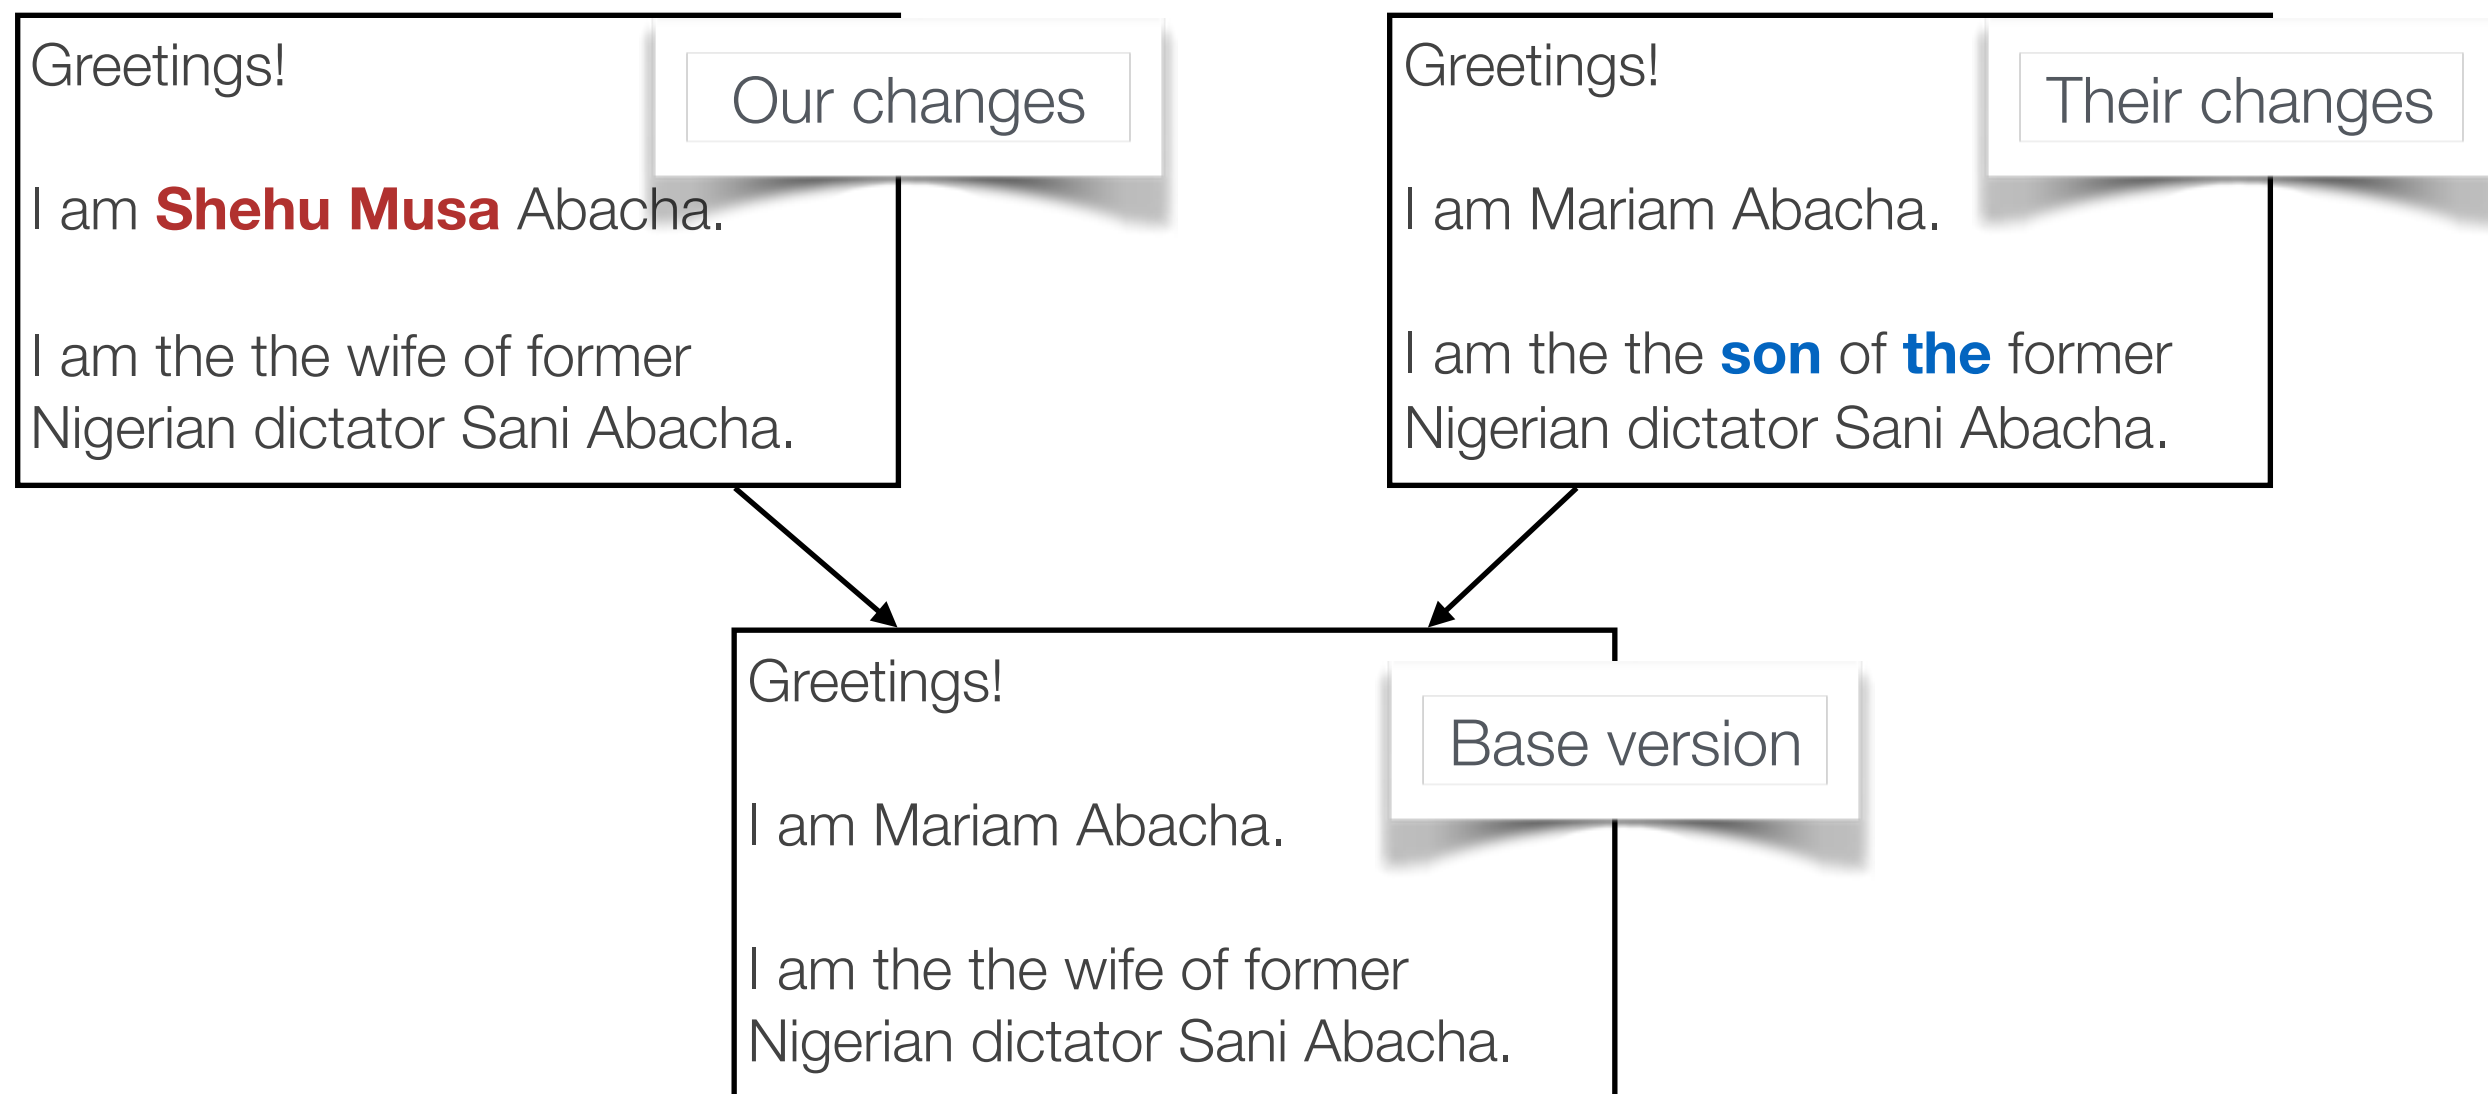 Greetings!
Our changes
I am Shehu Musa Abacha.
I am the the wife of former
Nigerian dictator Sani Abacha.
Greetings!
Their changes
I am Mariam Abacha.
I am the the son of the former
Nigerian dictator Sani Abacha.
Greetings!
Base version
I am Mariam Abacha.
I am the the wife of former
Nigerian dictator Sani Abacha.